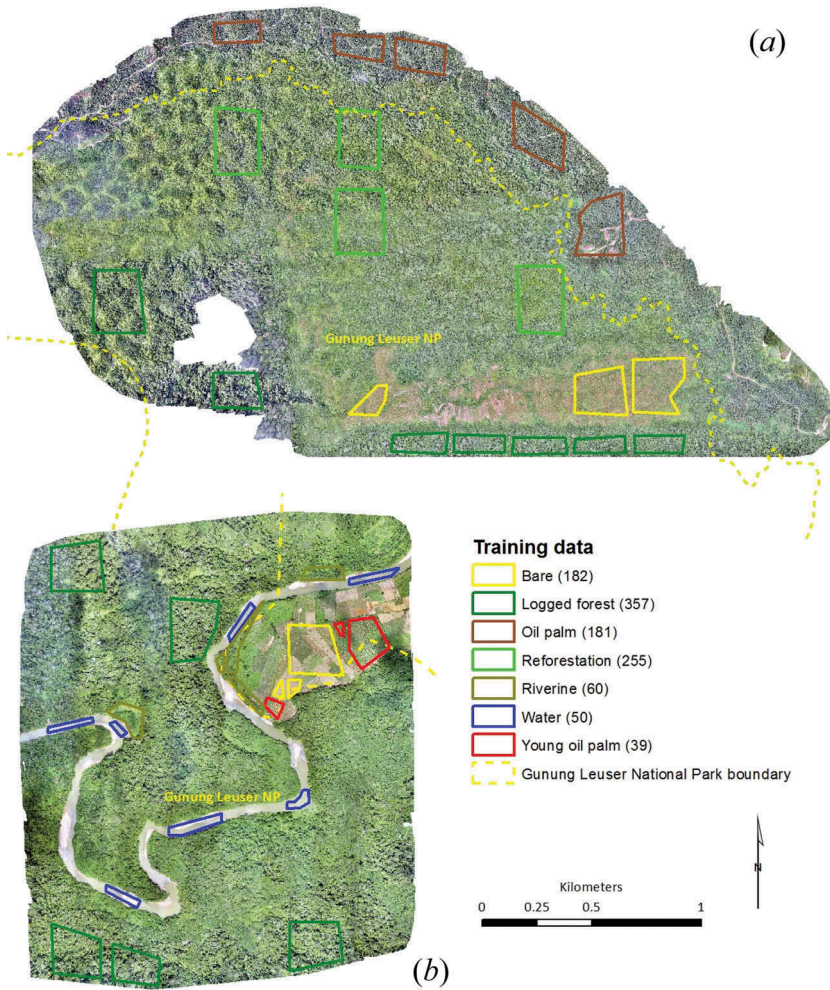 (a)
Gunung Leuser NP
Training data
Bare (182)
Logged forest (357)
Oil palm (181)
Reforestation (255)
Riverine (60)
Water (50)
Young oil palm (39)
Gunung Leuser National Park boundary
Gunung Leuser NP
N
Kilometers
0 0.25 0.5 1
(b)